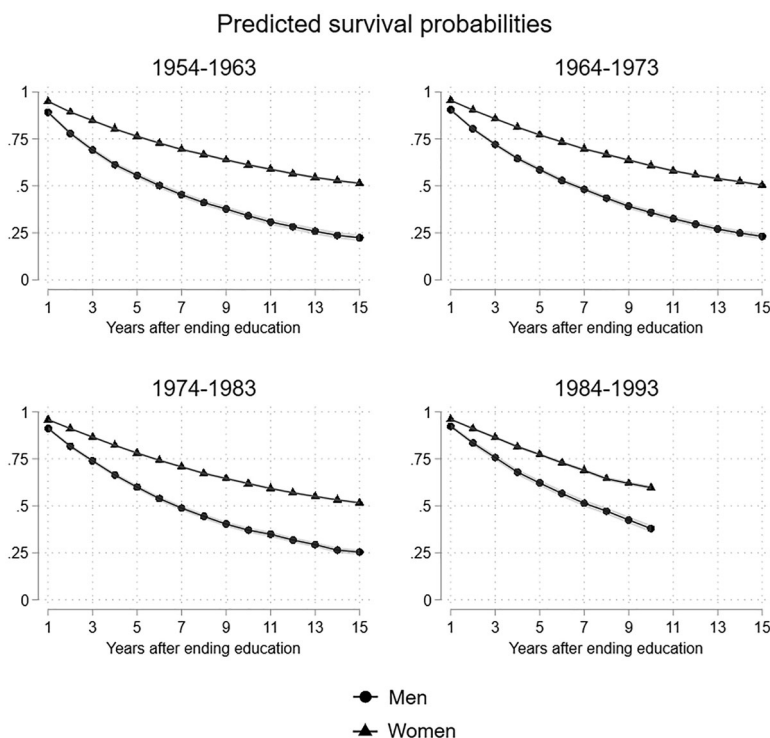 Predicted survival probabilities
1954-1963
1
.75
.5
.25
0
1 3 5 7 9 11 13 15
Years after ending education
1964-1973
1
.75
.5
.25
0
1 3 5 7 9 11 13 15
Years after ending education
1974-1983
1
.75
.5
.25
0
1 3 5 7 9 11 13 15
Years after ending education
1984-1993
1
.75
.5
.25
0
1 3 5 7 9 11 13 15
Years after ending education
Men
Women